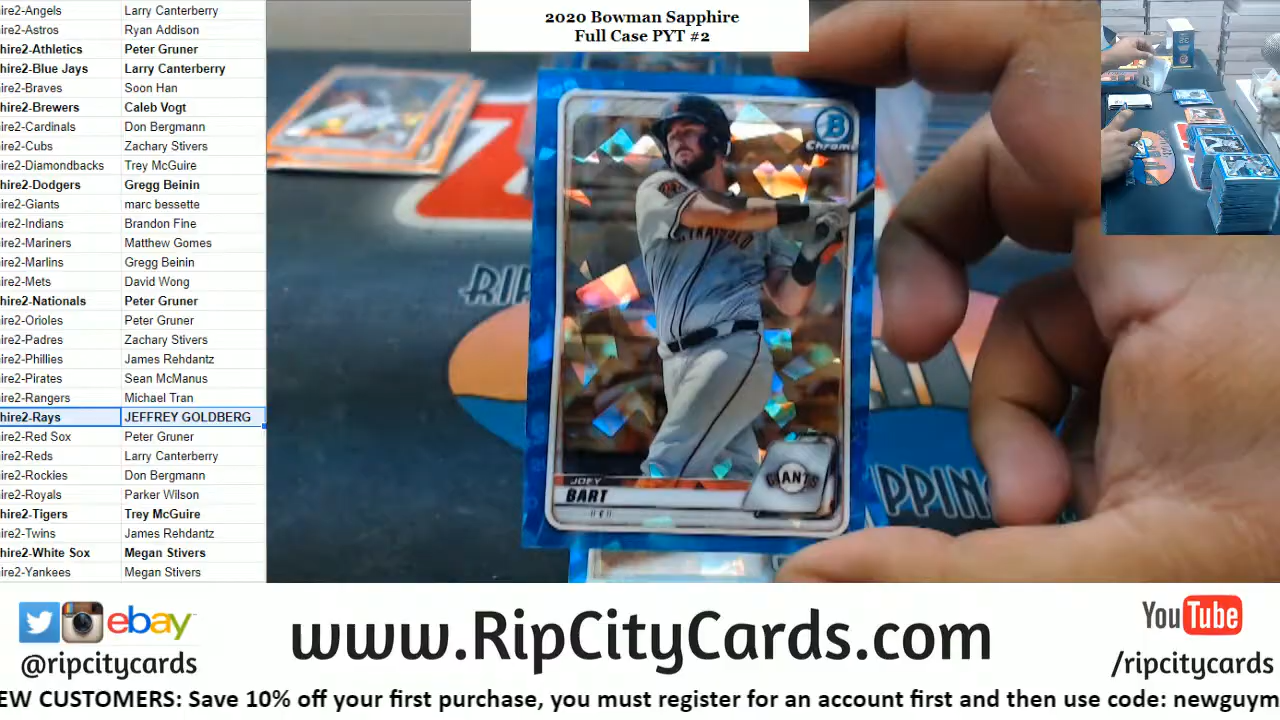 2020 Bowman Sapphire
Full Case PYT #2
ire2-Angels Larry Canterberry
ire2-Astros Ryan Addison
hire2-Athletics Peter Gruner
hire2-Blue Jays Larry Canterberry
ire2-Braves Soon Han
hire2-Brewers Caleb Vogt
ire2-Cardinals Don Bergmann
ire2-Cubs Zachary Stivers
ire2-Diamondbacks Trey McGuire
hire2-Dodgers Gregg Beinin
ire2-Giants marc bessette
ire2-Indians Brandon Fine
ire2-Mariners Matthew Gomes
ire2-Marlins Gregg Beinin
ire2-Mets David Wong
hire2-Nationals Peter Gruner
ire2-Orioles Peter Gruner
ire2-Padres Zachary Stivers
ire2-Phillies James Rehdantz
ire2-Pirates Sean McManus
ire2-Rangers Michael Tran
hire2-Rays JEFFREY GOLDBERG
ire2-Red Sox Peter Gruner
ire2-Reds Larry Canterberry
ire2-Rockies Don Bergmann
ire2-Royals Parker Wilson
hire2-Tigers Trey McGuire
ire2-Twins James Rehdantz
hire2-White Sox Megan Stivers
ire2-Yankees Megan Stivers
B
Chrome
RIP
PPIN
GIANTS
JOEY
BART
ebay
@ripcitycards
www.RipCityCards.com
YouTube
/ripcitycards
EW CUSTOMERS: Save 10% off your first purchase, you must register for an account first and then use code: newguym